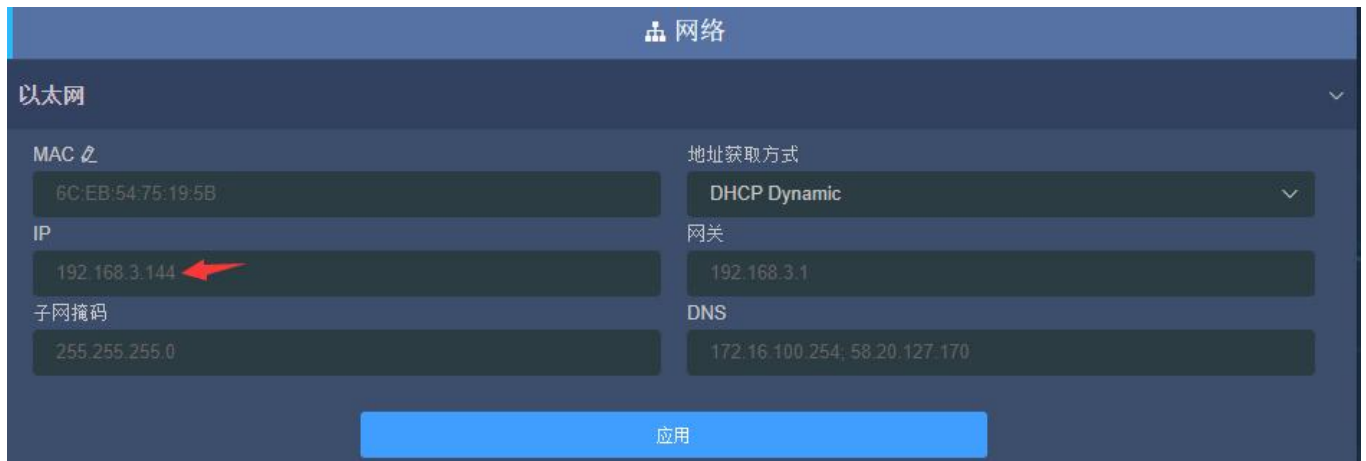 网络
以太网
MAC
地址获取方式
6C:EB:54:75:19:5B
DHCP Dynamic
IP
网关
192.168.3.144
192.168.3.1
子网掩码
DNS
255.255.255.0
172.16.100.254; 58.20.127.170
应用